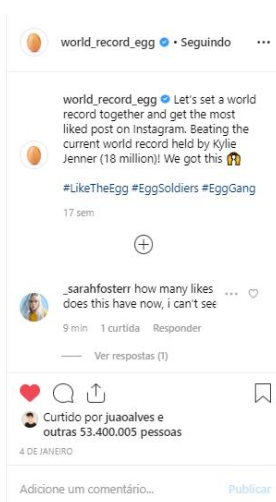 world_record_egg • Seguindo ...
world_record_egg Let's set a world
record together and get the most
liked post on Instagram. Beating the
current world record held by Kylie
Jenner (18 million)! We got this 🙌
#LikeTheEgg #EggSoldiers #EggGang
17 sem
_sarahfosterr how many likes ...
does this have now, i can't see
9 min 1 curtida Responder
Ver respostas (1)
Curtido por juaoalves e
outras 53.400.005 pessoas
4 DE JANEIRO
Adicione um comentário... Publicar